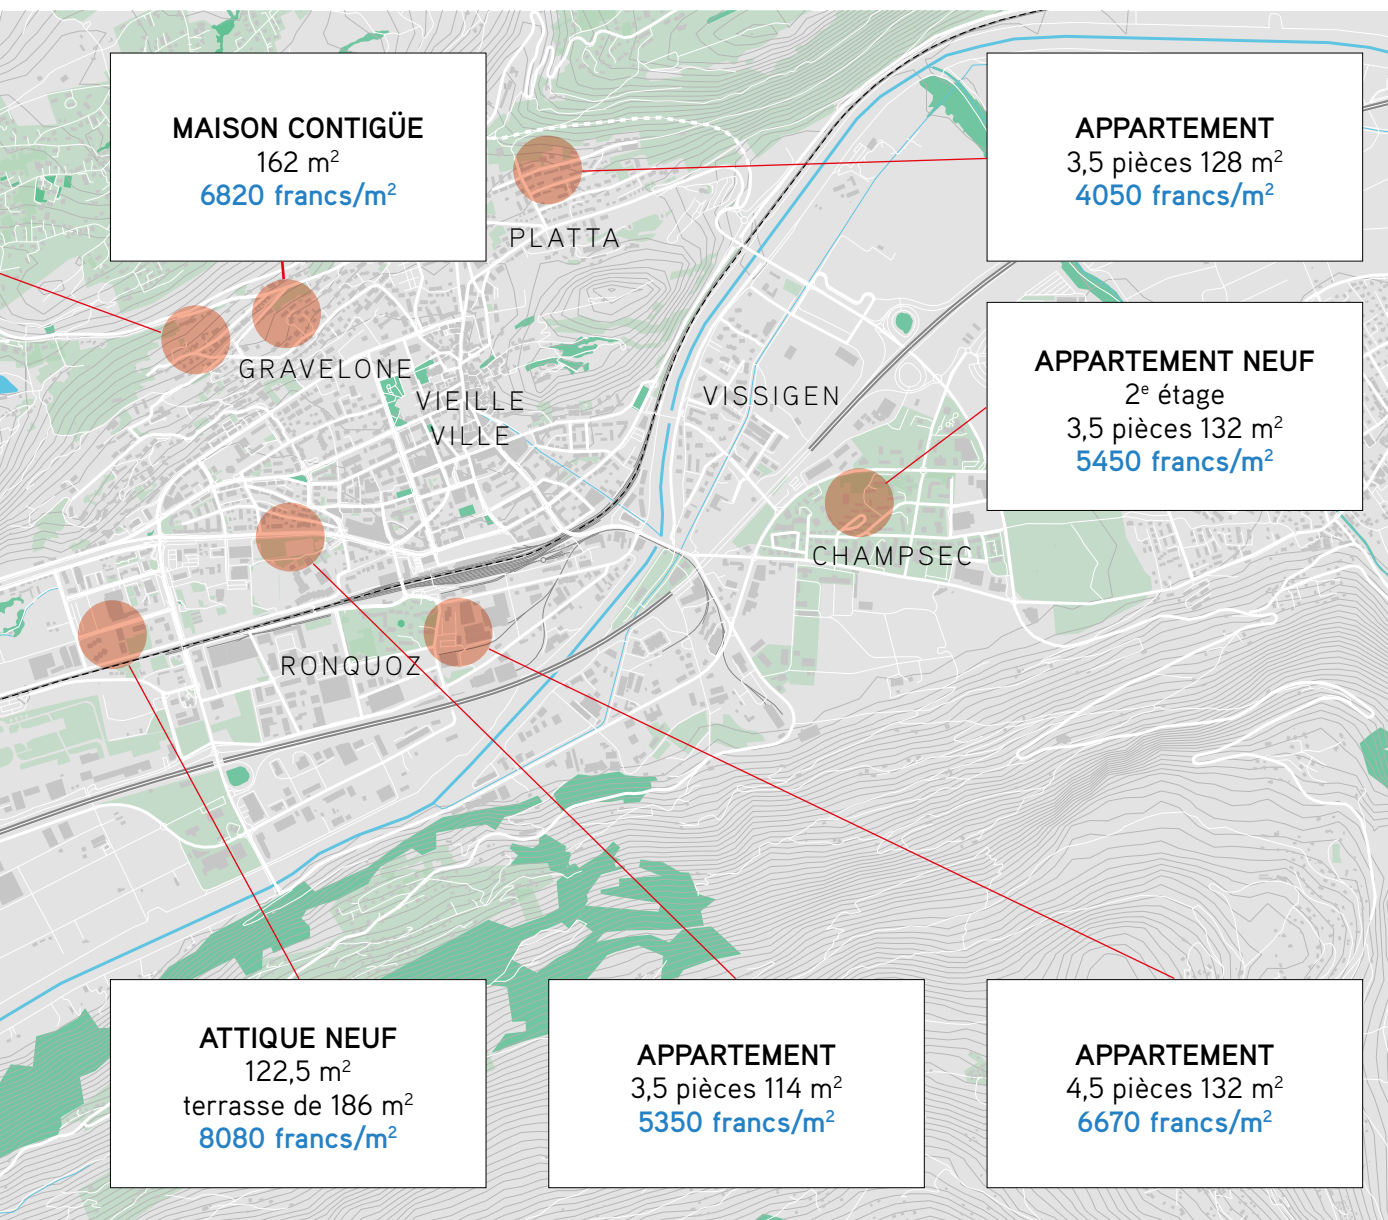 MAISON CONTIGÜE
162 m²
6820 francs/m²
APPARTEMENT
3,5 pièces 128 m²
4050 francs/m²
PLATTA
APPARTEMENT NEUF
2ᵉ étage
3,5 pièces 132 m²
5450 francs/m²
GRAVELONE
VIEILLE
VILLE
VISSIGEN
CHAMPSEC
RONQUOZ
ATTIQUE NEUF
122,5 m²
terrasse de 186 m²
8080 francs/m²
APPARTEMENT
3,5 pièces 114 m²
5350 francs/m²
APPARTEMENT
4,5 pièces 132 m²
6670 francs/m²